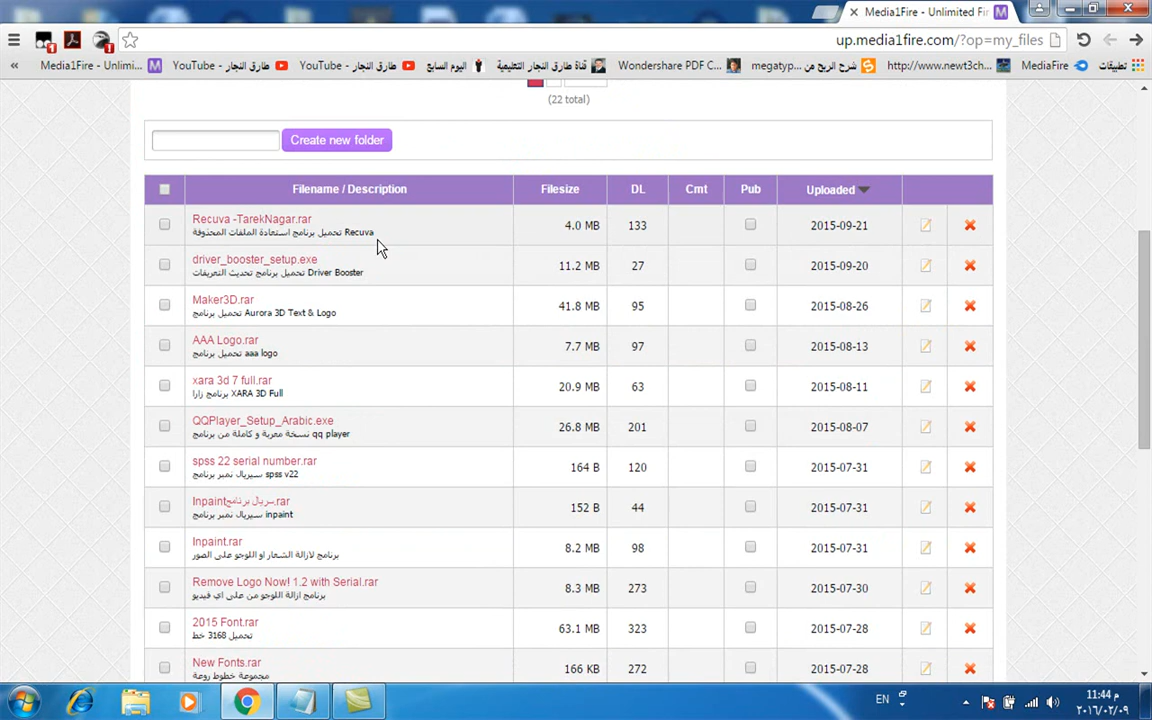 Media1Fire - Unlimited Fir
up.media1fire.com/?op=my_files
« Media1Fire - Unlimi... YouTube - طارق النجار YouTube - طارق النجار اليوم السابع قناة طارق النجار التعليمية Wondershare PDF C... megatyp... شرح الربح من http://www.newt3ch... MediaFire تطبيقات
(22 total)
Create new folder
Filename / Description Filesize DL Cmt Pub Uploaded
Recuva -TarekNagar.rar 4.0 MB 133 2015-09-21
تحميل برنامج استعادة الملفات المحذوفة Recuva
driver_booster_setup.exe 11.2 MB 27 2015-09-20
تحميل برنامج تحديث التعريفات Driver Booster
Maker3D.rar 41.8 MB 95 2015-08-26
تحميل برنامج Aurora 3D Text & Logo
AAA Logo.rar 7.7 MB 97 2015-08-13
تحميل برنامج aaa logo
xara 3d 7 full.rar 20.9 MB 63 2015-08-11
برنامج زارا XARA 3D Full
QQPlayer_Setup_Arabic.exe 26.8 MB 201 2015-08-07
نسخة معربة و كاملة من برنامج qq player
spss 22 serial number.rar 164 B 120 2015-07-31
سيريال نمبر برنامج spss v22
Inpaintسريال برنامج.rar 152 B 44 2015-07-31
سيريال نمبر برنامج inpaint
Inpaint.rar 8.2 MB 98 2015-07-31
برنامج لازالة الشعار او اللوجو على الصور
Remove Logo Now! 1.2 with Serial.rar 8.3 MB 273 2015-07-30
برنامج ازالة اللوجو من على اي فيديو
2015 Font.rar 63.1 MB 323 2015-07-28
تحميل 3168 خط
New Fonts.rar 166 KB 272 2015-07-28
مجموعة خطوط روعة
EN م 11:44
٢٠١٦/٠٢/٠٩